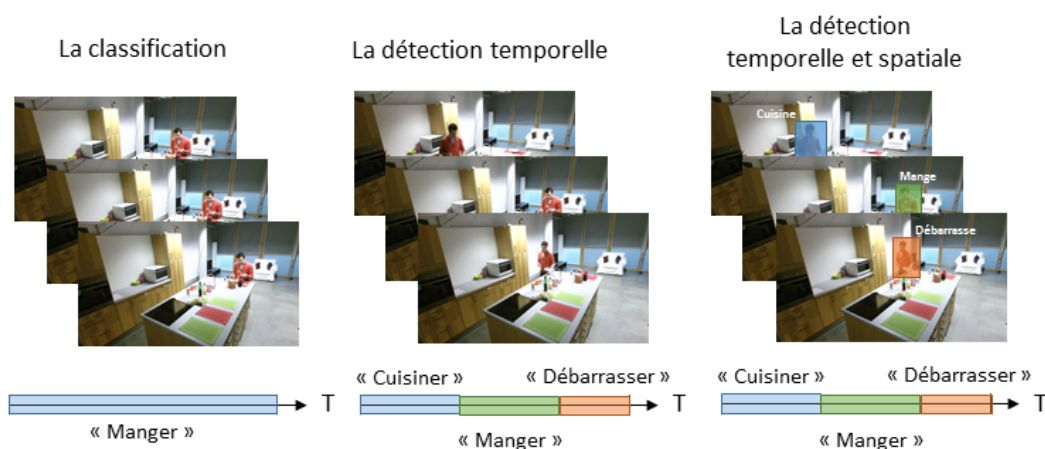 La classification
La détection temporelle
La détection
temporelle et spatiale
Cuisine
Mange
Débarrasse
« Manger »
T
« Cuisiner »
« Débarrasser »
T
« Manger »
« Cuisiner »
« Débarrasser »
T
« Manger »